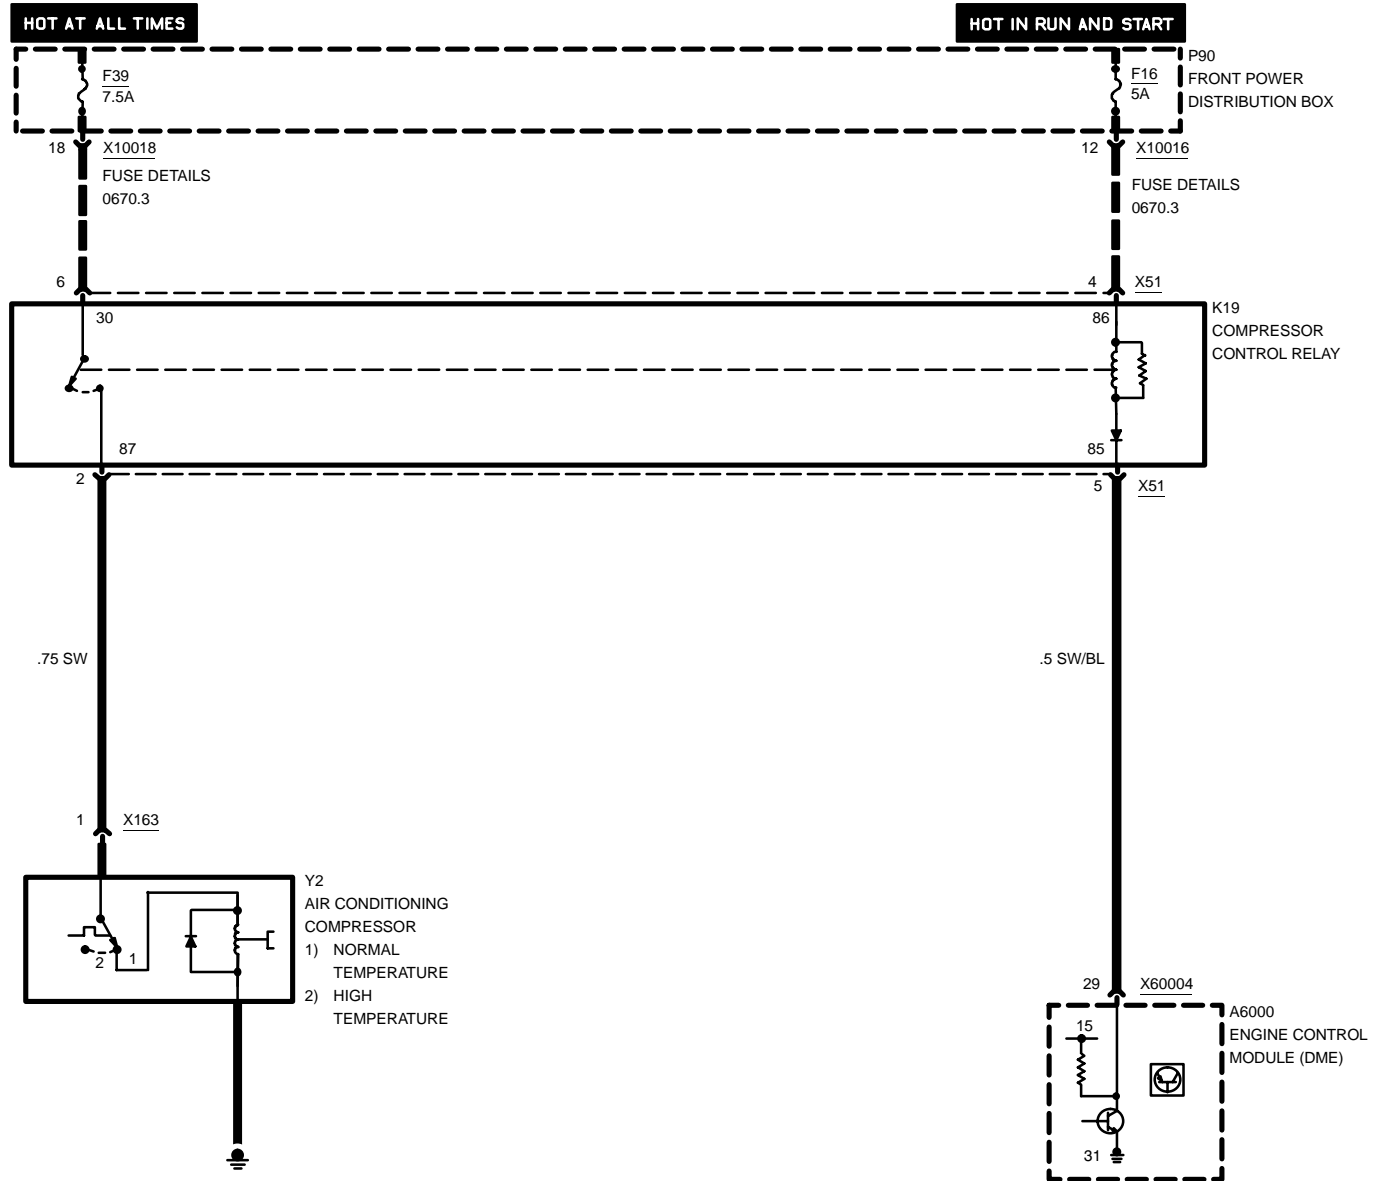 HOT AT ALL TIMES
HOT IN RUN AND START
F39
7.5A
F16
5A
P90
FRONT POWER
DISTRIBUTION BOX
18
X10018
FUSE DETAILS
0670.3
12
X10016
FUSE DETAILS
0670.3
6
4
X51
30
86
K19
COMPRESSOR
CONTROL RELAY
87
85
2
5
X51
.75 SW
.5 SW/BL
1
X163
Y2
AIR CONDITIONING
COMPRESSOR
1) NORMAL
TEMPERATURE
2) HIGH
TEMPERATURE
2
1
29
X60004
A6000
ENGINE CONTROL
MODULE (DME)
15
31